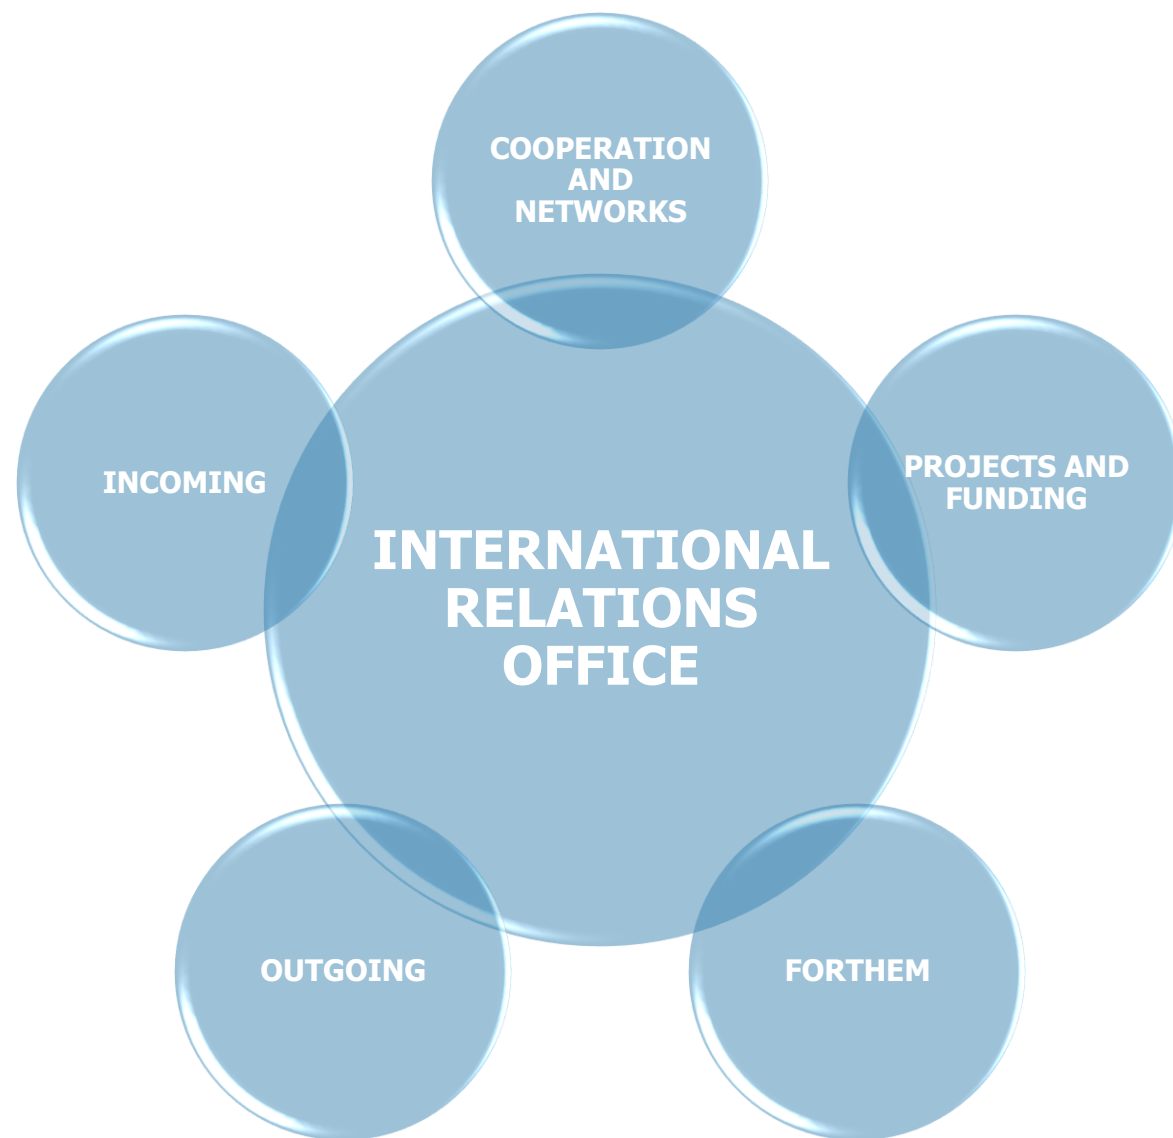 COOPERATION
AND
NETWORKS
INCOMING
PROJECTS AND
FUNDING
INTERNATIONAL
RELATIONS
OFFICE
OUTGOING
FORTHEM